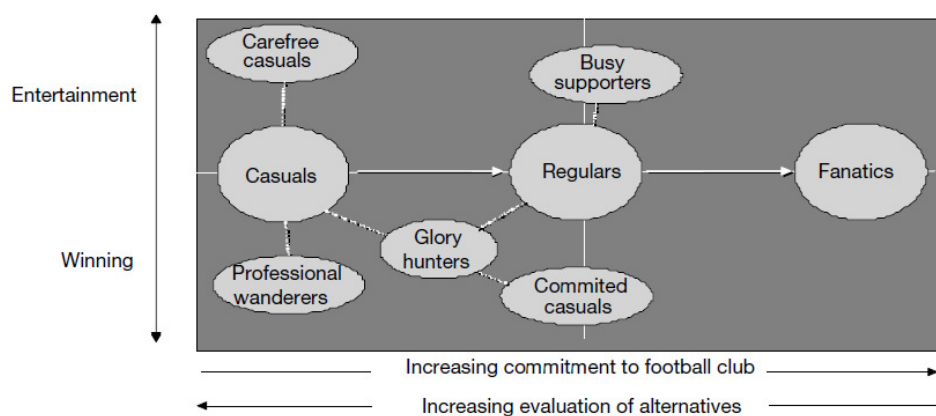 Carefree
casuals
Busy
supporters
Entertainment
Casuals
Regulars
Fanatics
Glory
hunters
Winning
Professional
wanderers
Commited
casuals
Increasing commitment to football club
Increasing evaluation of alternatives